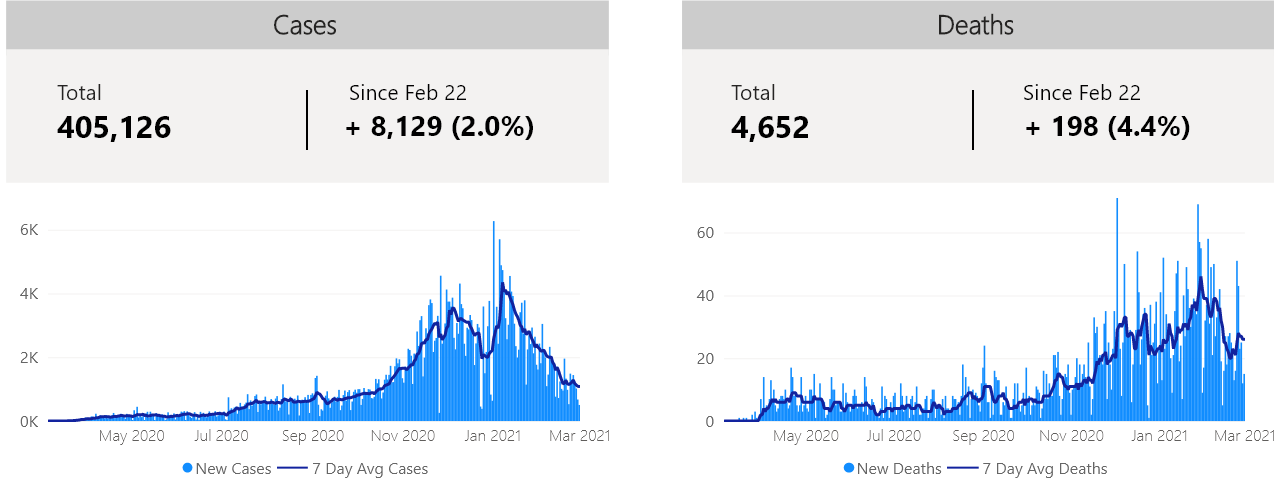 Cases
Total
405,126
Since Feb 22
+ 8,129 (2.0%)
6K
4K
2K
0K
May 2020 Jul 2020 Sep 2020 Nov 2020 Jan 2021 Mar 2021
New Cases 7 Day Avg Cases
Deaths
Total
4,652
Since Feb 22
+ 198 (4.4%)
60
40
20
0
May 2020 Jul 2020 Sep 2020 Nov 2020 Jan 2021 Mar 2021
New Deaths 7 Day Avg Deaths